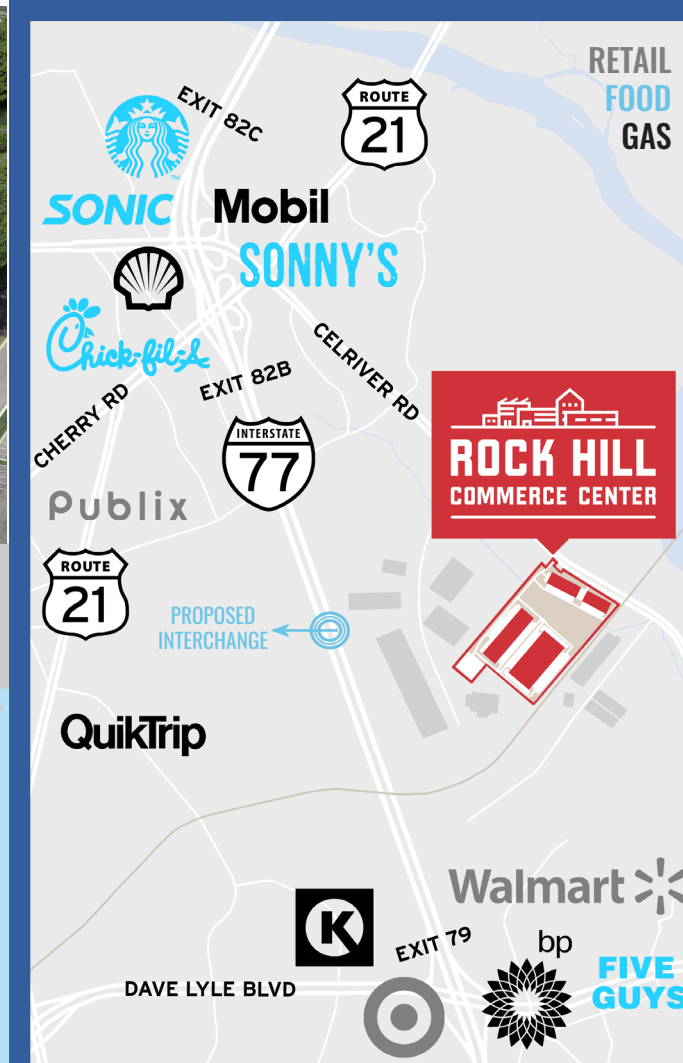 RETAIL
FOOD
GAS
EXIT 82C
ROUTE
21
TM
SONIC
Mobil
SONNY'S
Chick-fil-A
EXIT 82B
CELRIVER RD
CHERRY RD
INTERSTATE
77
ROCK HILL
COMMERCE CENTER
Publix
ROUTE
21
PROPOSED
INTERCHANGE
QuikTrip
Walmart
K
EXIT 79
bp
FIVE
GUYS
DAVE LYLE BLVD